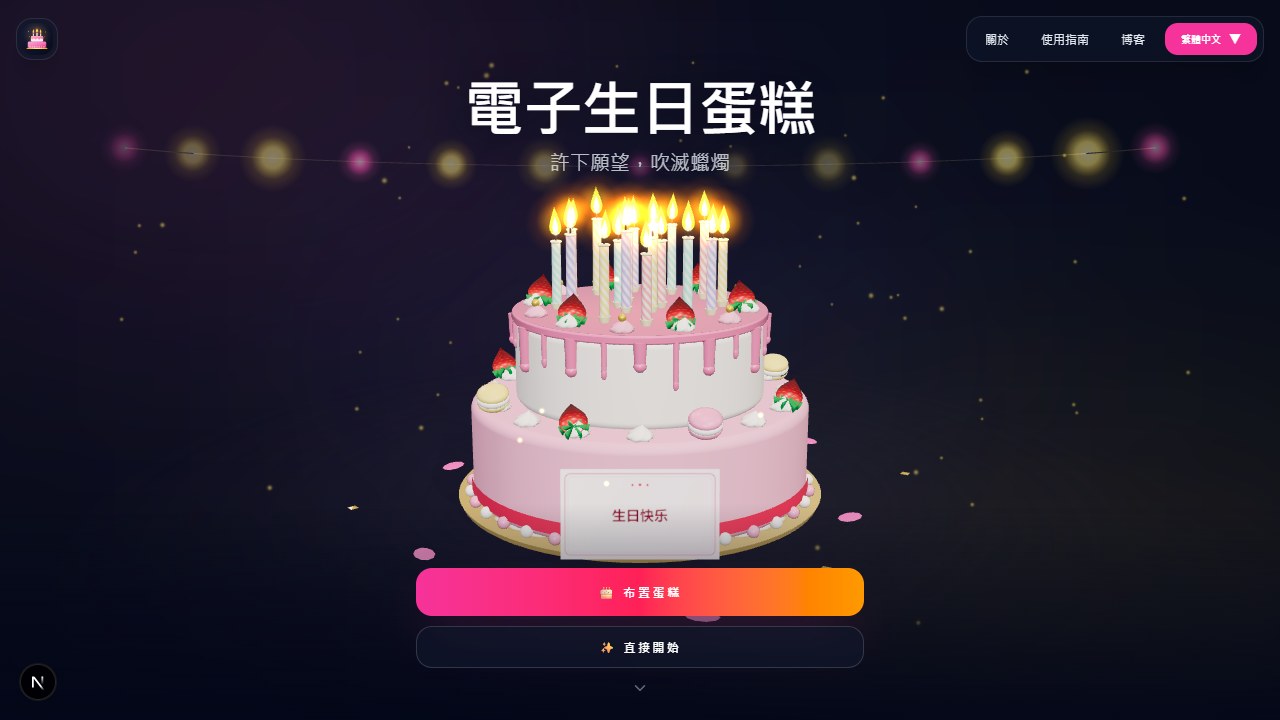 關於
使用指南
博客
繁體中文 ▼
電子生日蛋糕
許下願望，吹滅蠟燭
生日快乐
🎂 布置蛋糕
✨ 直接開始
N